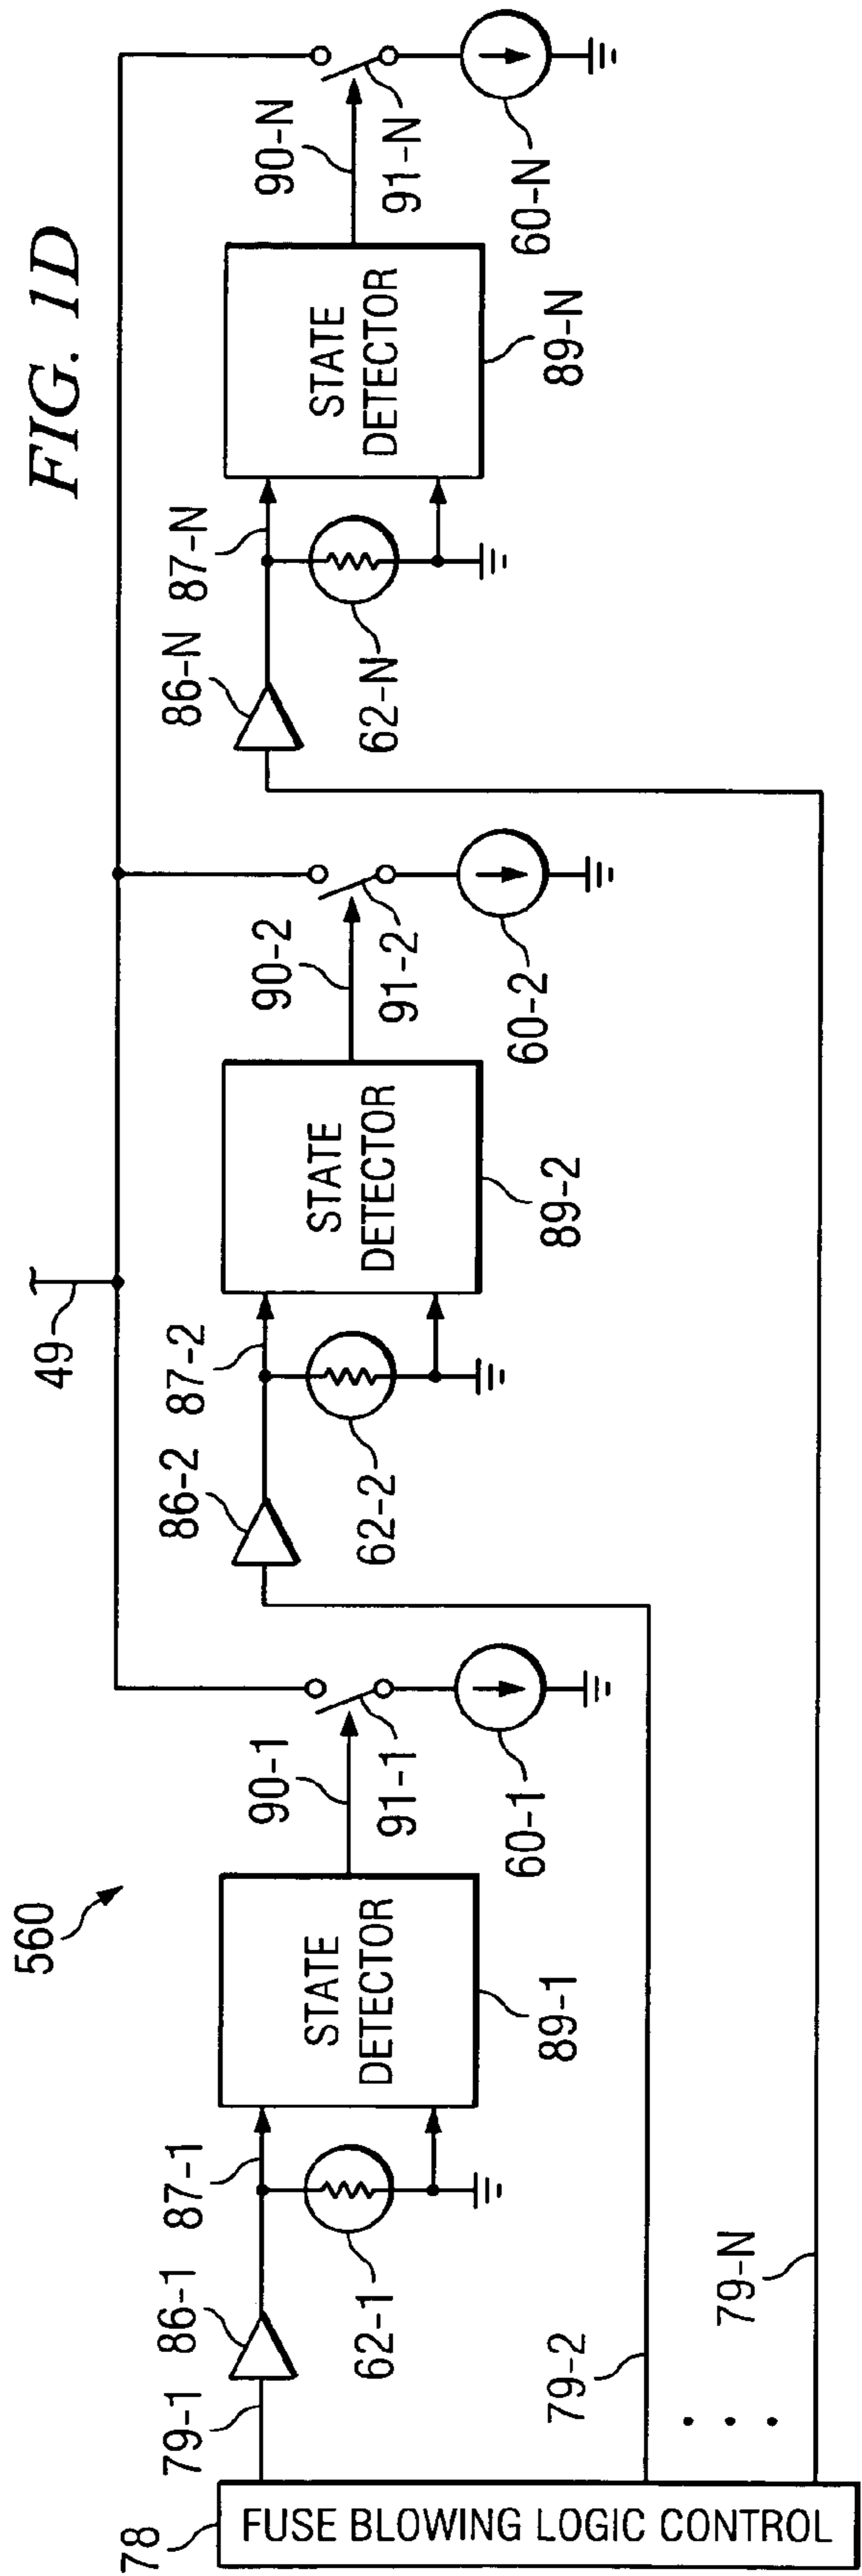 FIG. 1D
560
49
90-1
90-2
90-N
87-1
87-2
87-N
86-1
86-2
86-N
79-1
STATE
DETECTOR
STATE
DETECTOR
STATE
DETECTOR
91-1
91-2
91-N
62-1
62-2
62-N
89-1
89-2
89-N
60-1
60-2
60-N
79-2
79-N
78
FUSE BLOWING LOGIC CONTROL